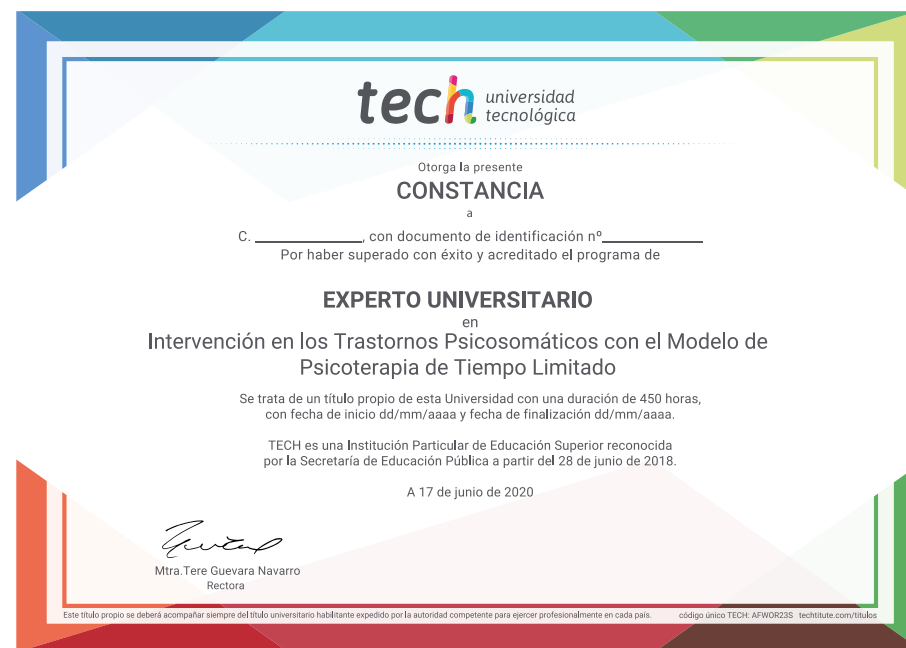 tech universidad
tecnológica
Otorga la presente
CONSTANCIA
a
C. ____________, con documento de identificación nº____________
Por haber superado con éxito y acreditado el programa de
EXPERTO UNIVERSITARIO
en
Intervención en los Trastornos Psicosomáticos con el Modelo de
Psicoterapia de Tiempo Limitado
Se trata de un título propio de esta Universidad con una duración de 450 horas,
con fecha de inicio dd/mm/aaaa y fecha de finalización dd/mm/aaaa.
TECH es una Institución Particular de Educación Superior reconocida
por la Secretaría de Educación Pública a partir del 28 de junio de 2018.
A 17 de junio de 2020
Mtra.Tere Guevara Navarro
Rectora
Este título propio se deberá acompañar siempre del título universitario habilitante expedido por la autoridad competente para ejercer profesionalmente en cada país. código único TECH: AFWOR23S techtitute.com/titulos